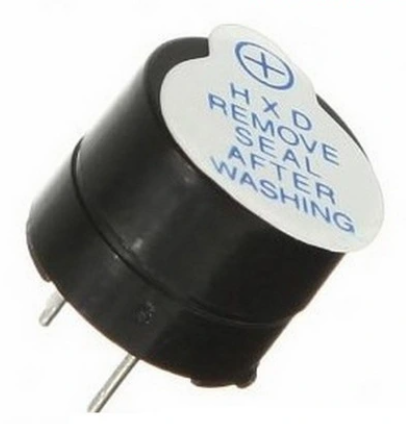 +
H X D
REMOVE
SEAL
AFTER
WASHING